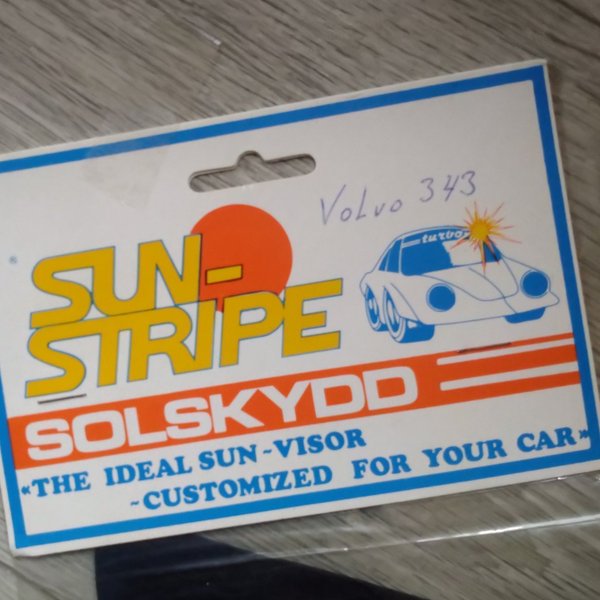 Volvo 343
turbo
SUN-
STRIPE
SOLSKYDD
«THE IDEAL SUN~VISOR
~CUSTOMIZED FOR YOUR CAR»